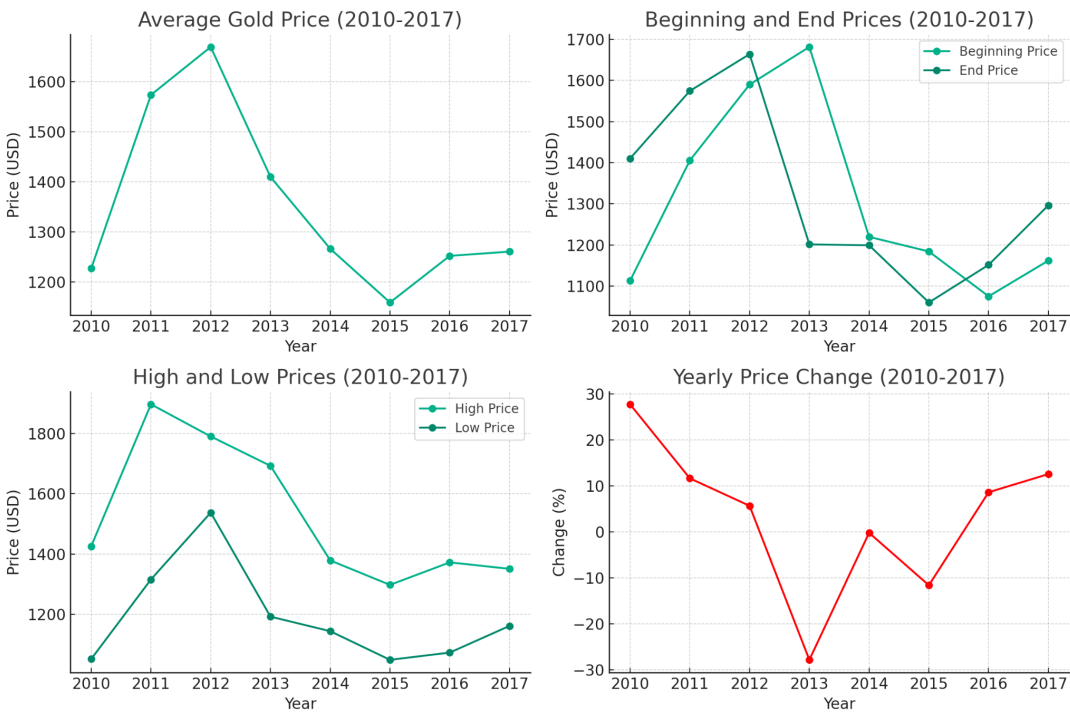 Average Gold Price (2010-2017)
Price (USD)
1600
1500
1400
1300
1200
2010 2011 2012 2013 2014 2015 2016 2017
Year
Beginning and End Prices (2010-2017)
Beginning Price
End Price
Price (USD)
1700
1600
1500
1400
1300
1200
1100
2010 2011 2012 2013 2014 2015 2016 2017
Year
High and Low Prices (2010-2017)
High Price
Low Price
Price (USD)
1800
1600
1400
1200
2010 2011 2012 2013 2014 2015 2016 2017
Year
Yearly Price Change (2010-2017)
Change (%)
30
20
10
0
−10
−20
−30
2010 2011 2012 2013 2014 2015 2016 2017
Year